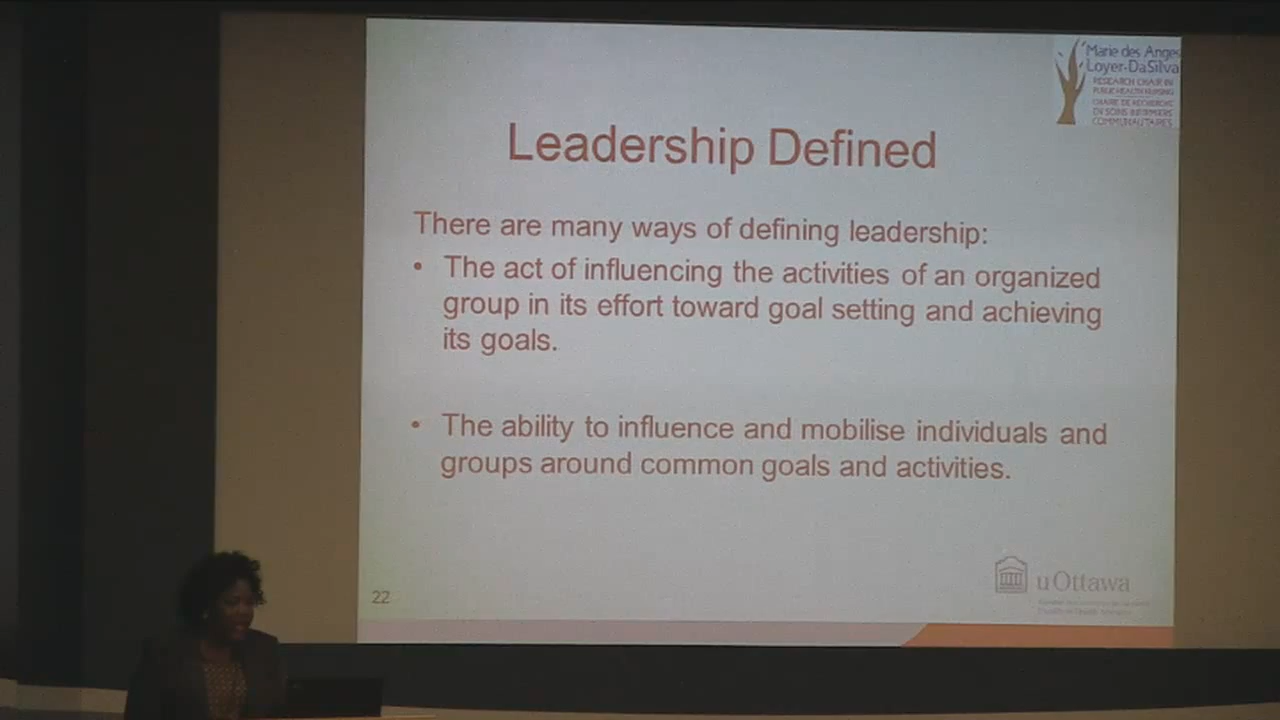 Marie des Anges
Loyer-DaSilva
RESEARCH CHAIR IN
PUBLIC HEALTH NURSING
CHAIRE DE RECHERCHE
EN SOINS INFIRMIERS
COMMUNAUTAIRES
Leadership Defined
There are many ways of defining leadership:
• The act of influencing the activities of an organized
group in its effort toward goal setting and achieving
its goals.
• The ability to influence and mobilise individuals and
groups around common goals and activities.
uOttawa
22